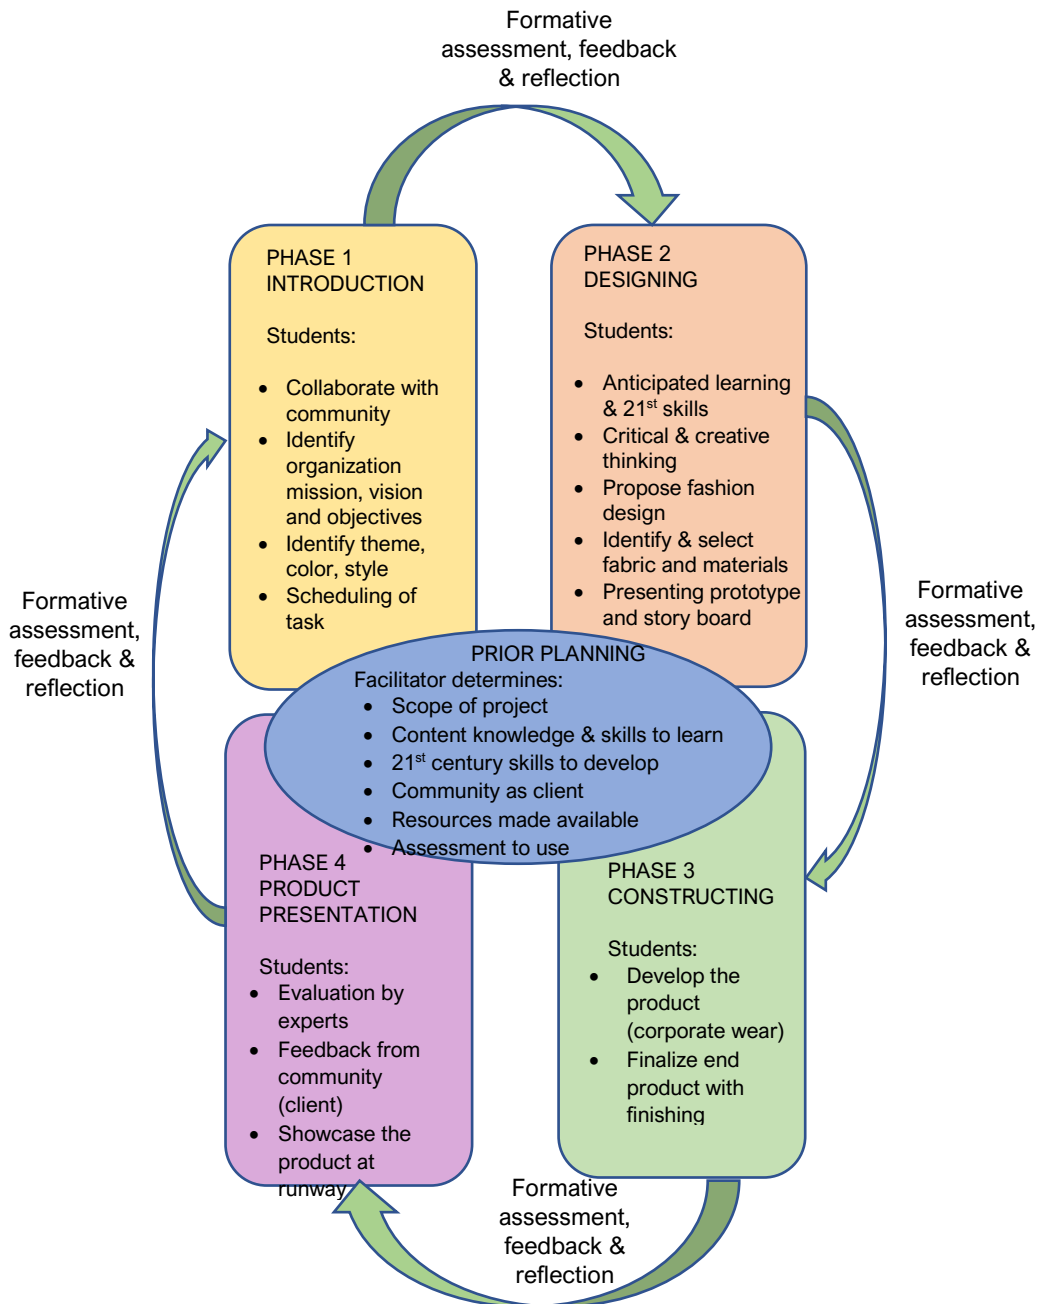 Formative
assessment, feedback
& reflection
PHASE 1
INTRODUCTION
Students:
• Collaborate with
community
• Identify
organization
mission, vision
and objectives
• Identify theme,
color, style
• Scheduling of
task
PHASE 2
DESIGNING
Students:
• Anticipated learning
& 21st skills
• Critical & creative
thinking
• Propose fashion
design
• Identify & select
fabric and materials
• Presenting prototype
and story board
Formative
assessment,
feedback &
reflection
Formative
assessment,
feedback &
reflection
PRIOR PLANNING
Facilitator determines:
• Scope of project
• Content knowledge & skills to learn
• 21st century skills to develop
• Community as client
• Resources made available
• Assessment to use
PHASE 4
PRODUCT
PRESENTATION
Students:
• Evaluation by
experts
• Feedback from
community
(client)
• Showcase the
product at
runway
PHASE 3
CONSTRUCTING
Students:
• Develop the
product
(corporate wear)
• Finalize end
product with
finishing
Formative
assessment,
feedback &
reflection